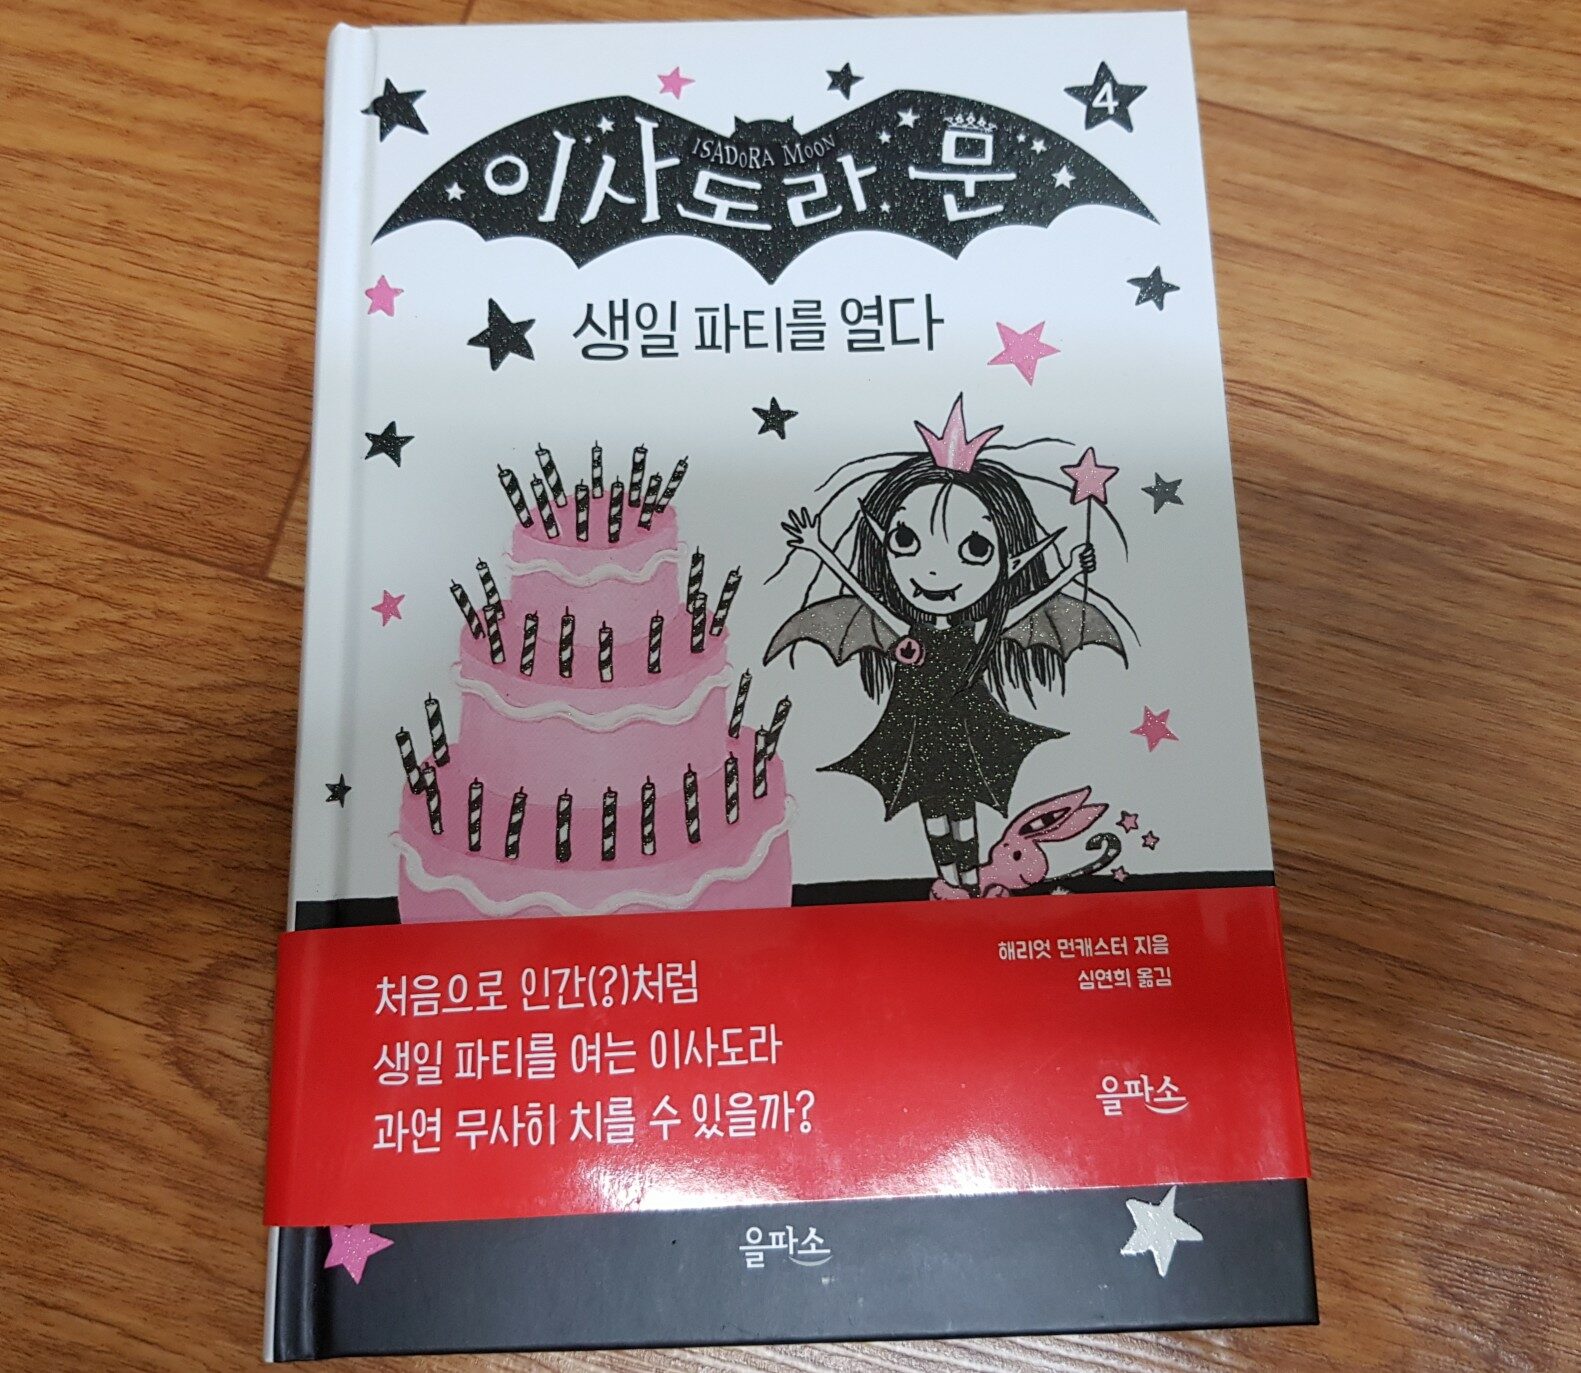 4
ISADORA MOON
이사도라 문
생일 파티를 열다
해리엇 먼캐스터 지음
심연희 옮김
처음으로 인간(?)처럼
생일 파티를 여는 이사도라
과연 무사히 치를 수 있을까?
을파소
을파소